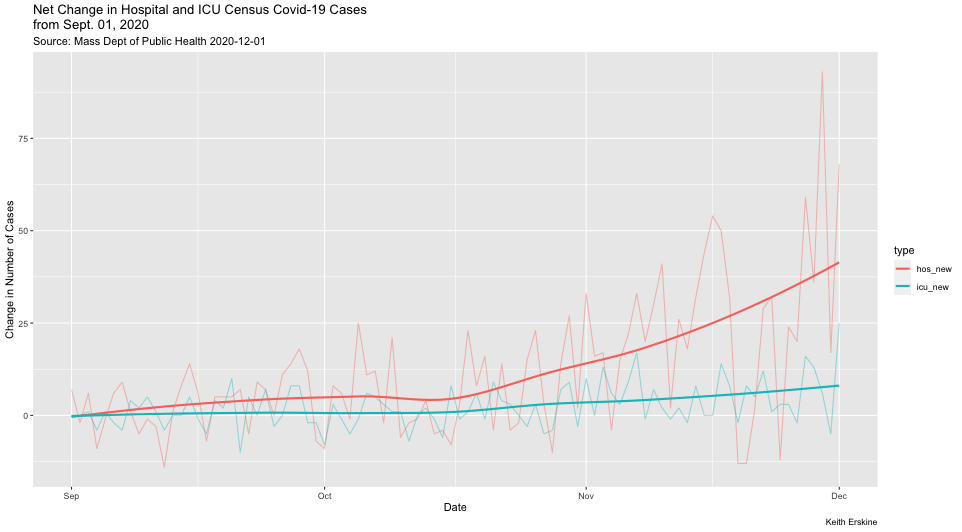 Net Change in Hospital and ICU Census Covid-19 Cases
from Sept. 01, 2020
Source: Mass Dept of Public Health 2020-12-01
Change in Number of Cases
75
50
25
0
Sep
Oct
Nov
Dec
Date
type
hos_new
icu_new
Keith Erskine